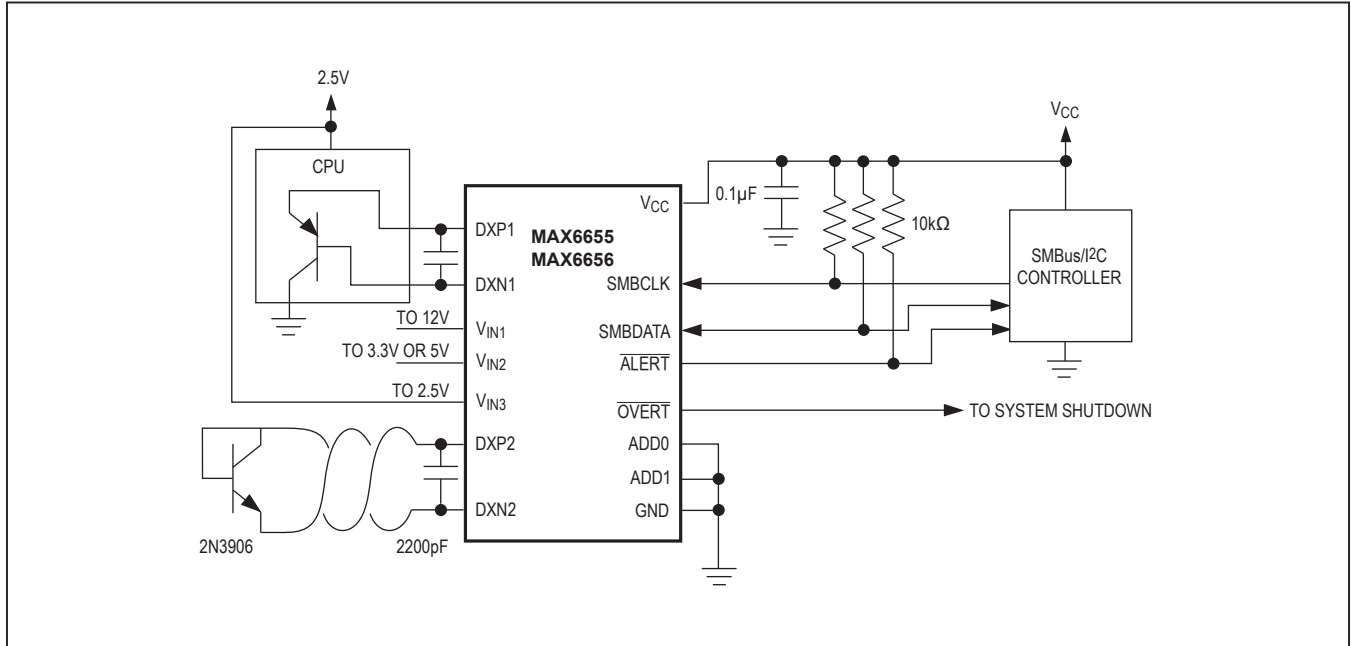 2.5V
CPU
MAX6655
MAX6656
DXP1
DXN1
TO 12V
VIN1
TO 3.3V OR 5V
VIN2
TO 2.5V
VIN3
DXP2
DXN2
2N3906
2200pF
VCC
SMBCLK
SMBDATA
ALERT
OVERT
ADD0
ADD1
GND
0.1µF
10kΩ
VCC
SMBus/I2C
CONTROLLER
TO SYSTEM SHUTDOWN